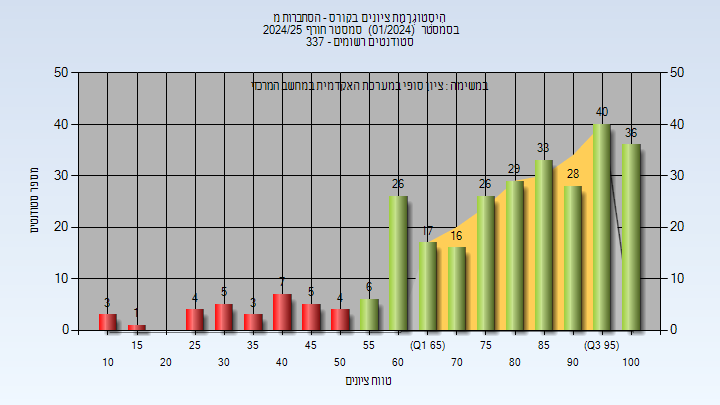 היסטוגרמת ציונים בקורס - הסתברות מ
בסמסטר (01/2024) סמסטר חורף 2024/25
סטודנטים רשומים - 337
במשימה : ציון סופי במערכת האקדמית במחשב המרכזי
מספר סטודנטים
50 50
40 40
30 30
20 20
10 10
0 0
3 1 4 5 3 7 5 4 6 26 17 16 26 29 33 28 40 36
15 25 35 45 55 (Q1 65) 75 85 (Q3 95)
10 20 30 40 50 60 70 80 90 100
טווח ציונים